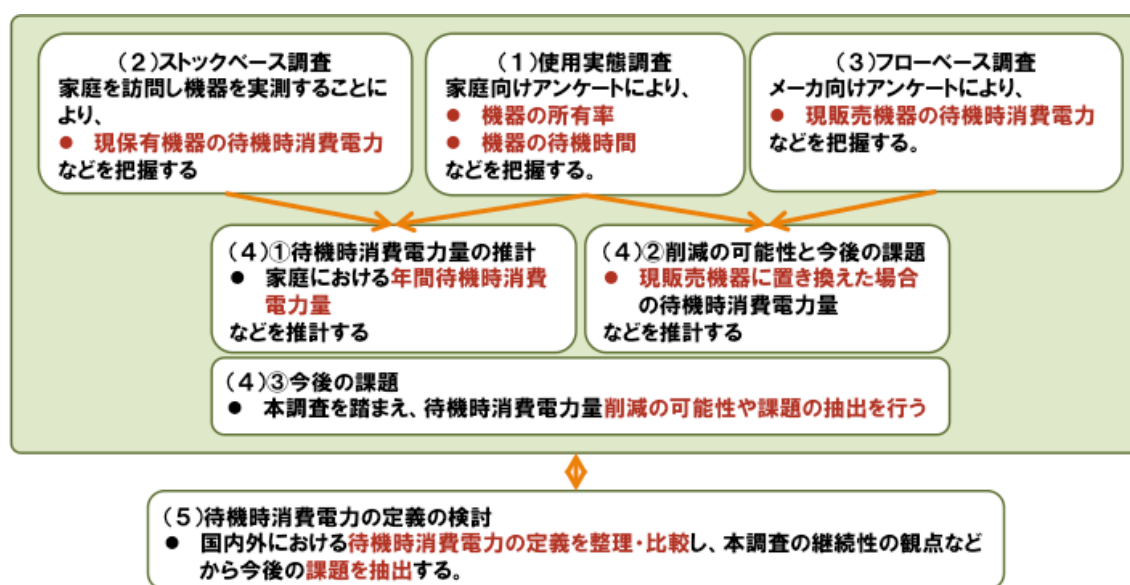 (2)ストックベース調査
家庭を訪問し機器を実測することに
より、
● 現保有機器の待機時消費電力
などを把握する
(1)使用実態調査
家庭向けアンケートにより、
● 機器の所有率
● 機器の待機時間
などを把握する。
(3)フローベース調査
メーカ向けアンケートにより、
● 現販売機器の待機時消費電力
などを把握する。
(4)①待機時消費電力量の推計
● 家庭における年間待機時消費
電力量
などを推計する
(4)②削減の可能性と今後の課題
● 現販売機器に置き換えた場合
の待機時消費電力量
などを推計する
(4)③今後の課題
● 本調査を踏まえ、待機時消費電力量削減の可能性や課題の抽出を行う
(5)待機時消費電力の定義の検討
● 国内外における待機時消費電力の定義を整理・比較し、本調査の継続性の観点など
から今後の課題を抽出する。